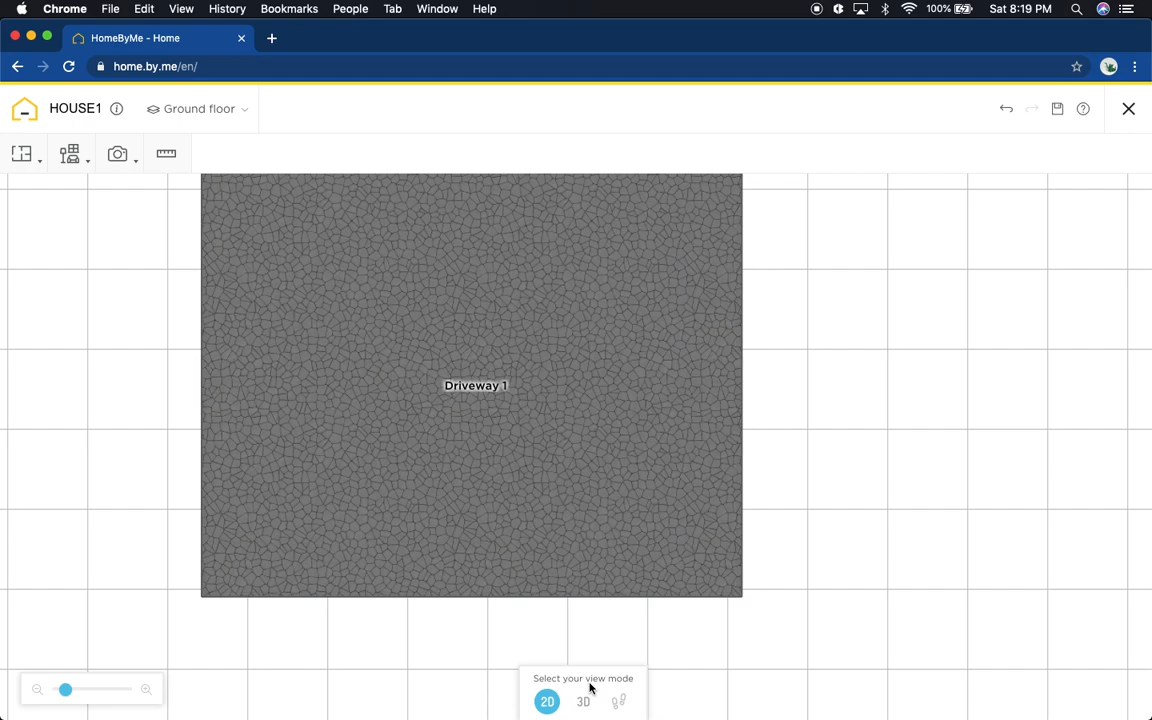 Chrome File Edit View History Bookmarks People Tab Window Help 100% Sat 8:19 PM
HomeByMe - Home
home.by.me/en/
HOUSE1 Ground floor
Driveway 1
Select your view mode
2D 3D